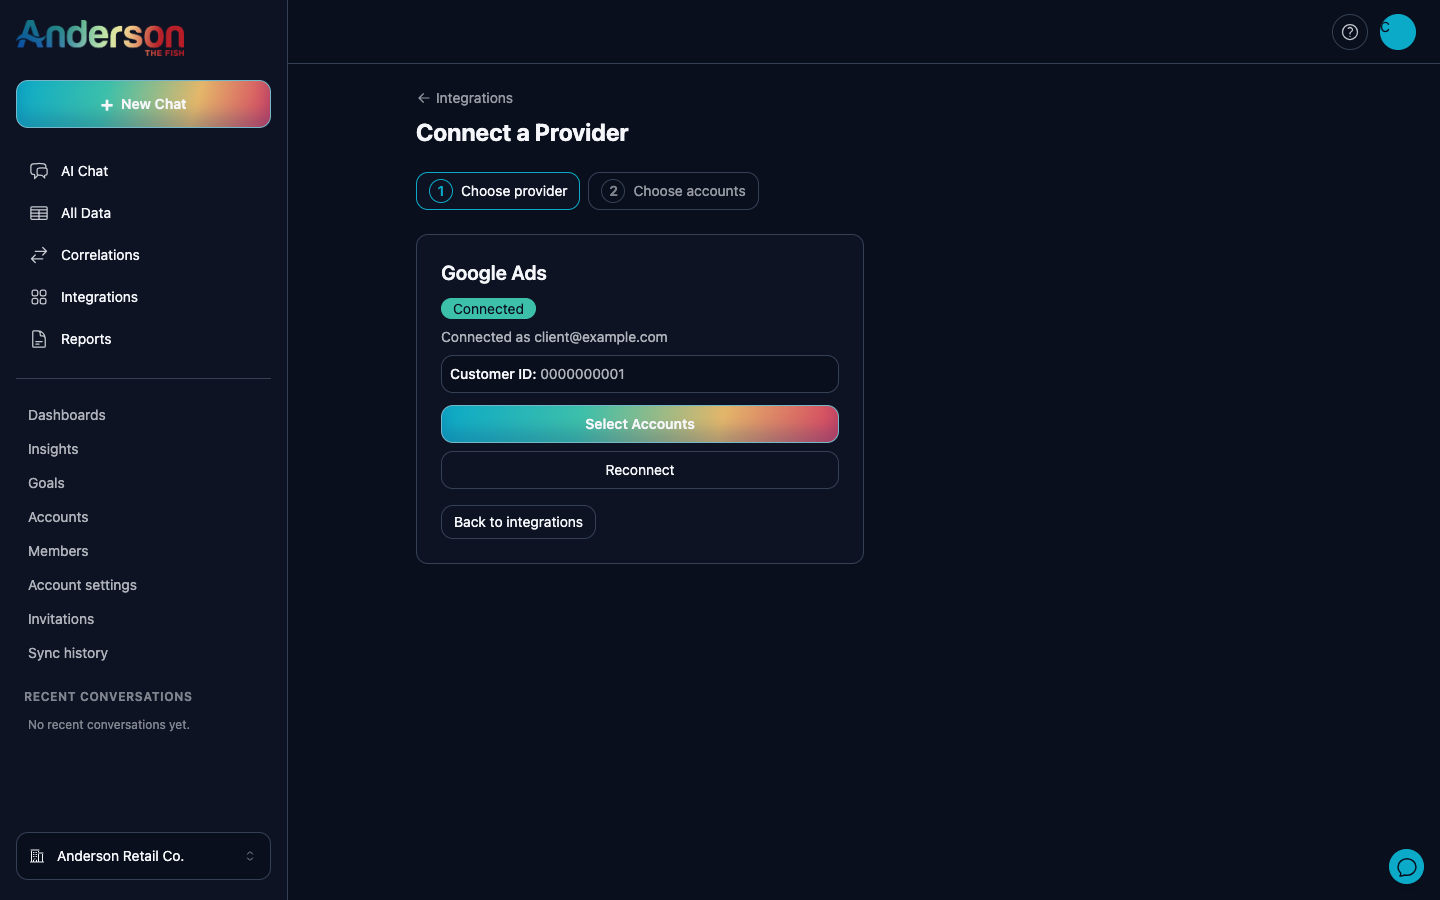 Anderson
THE FISH
+ New Chat
AI Chat
All Data
Correlations
Integrations
Reports
Dashboards
Insights
Goals
Accounts
Members
Account settings
Invitations
Sync history
RECENT CONVERSATIONS
No recent conversations yet.
Anderson Retail Co.
?
C
← Integrations
Connect a Provider
1 Choose provider
2 Choose accounts
Google Ads
Connected
Connected as client@example.com
Customer ID: 0000000001
Select Accounts
Reconnect
Back to integrations